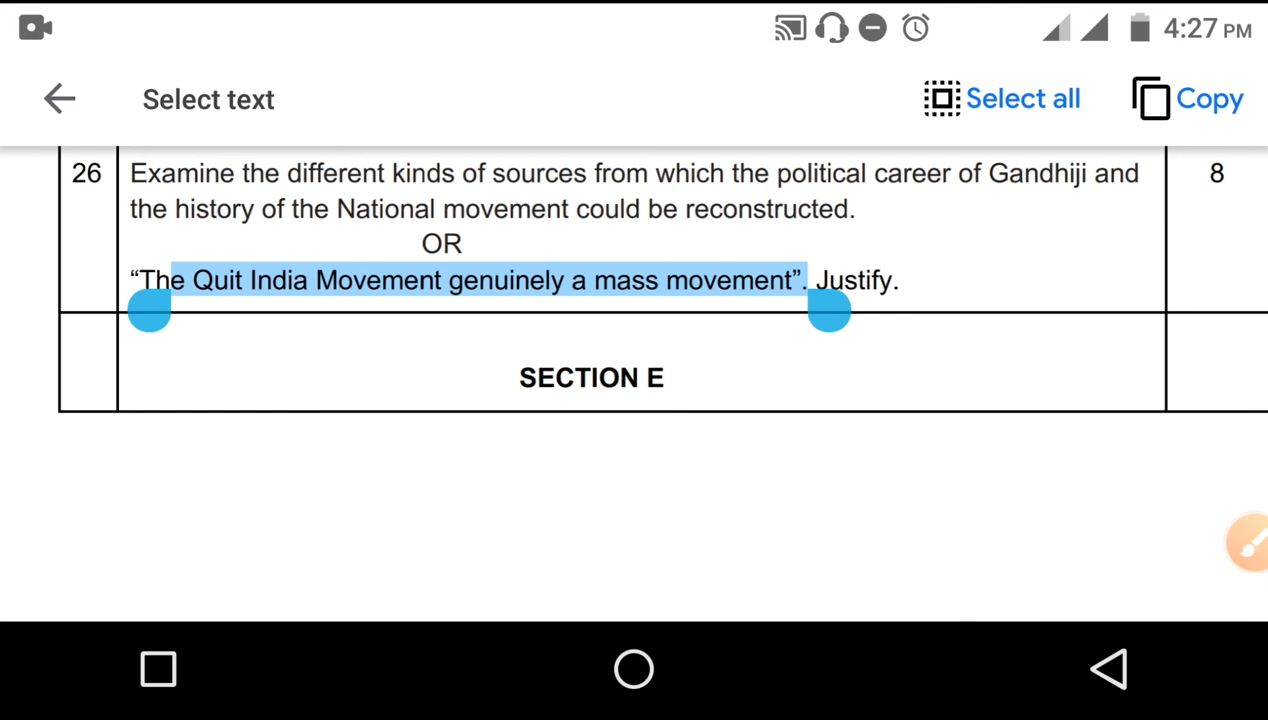 4:27 PM
Select text
Select all
Copy
26 Examine the different kinds of sources from which the political career of Gandhiji and 8
the history of the National movement could be reconstructed.
OR
“The Quit India Movement genuinely a mass movement”. Justify.
SECTION E